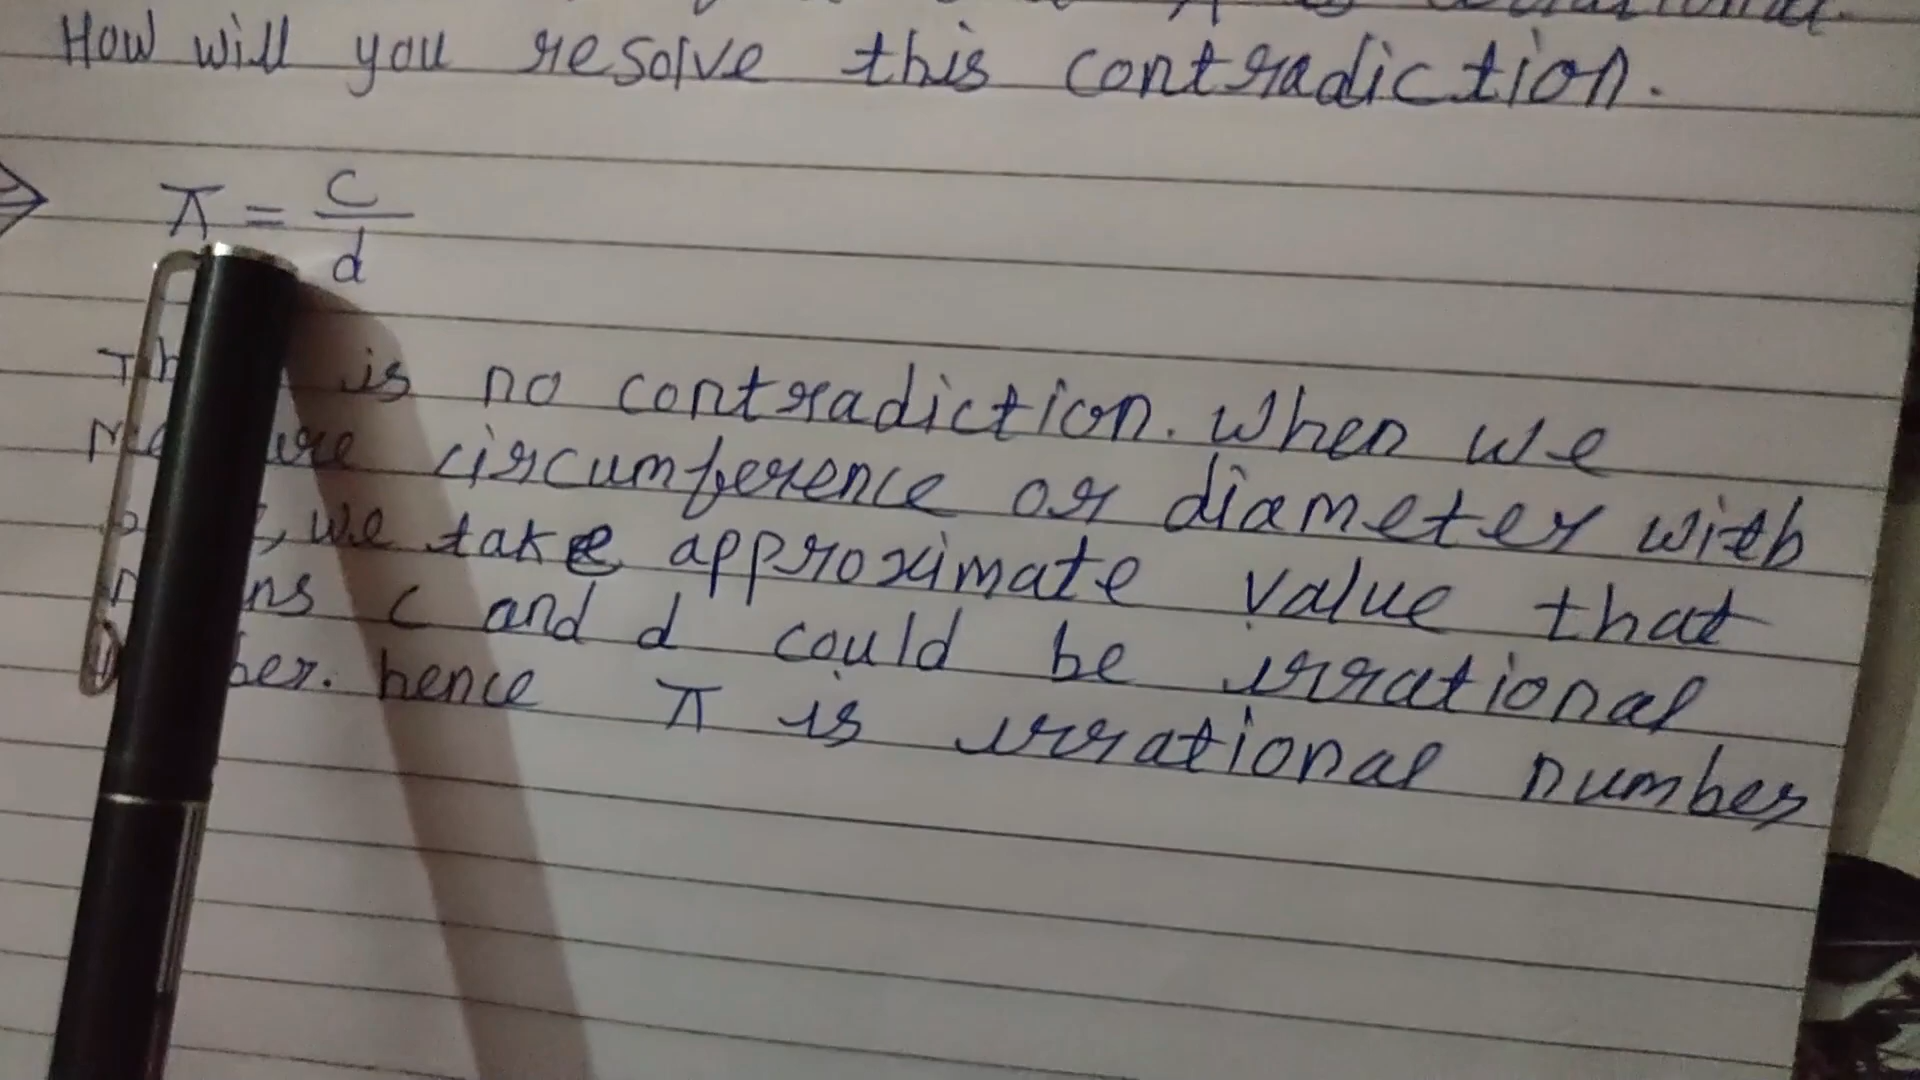 How will you resolve this contradiction.
π = c
d
is no contradiction. When we
circumference or diameter with
, we take approximate value that
c and d could be irrational
hence π is irrational number